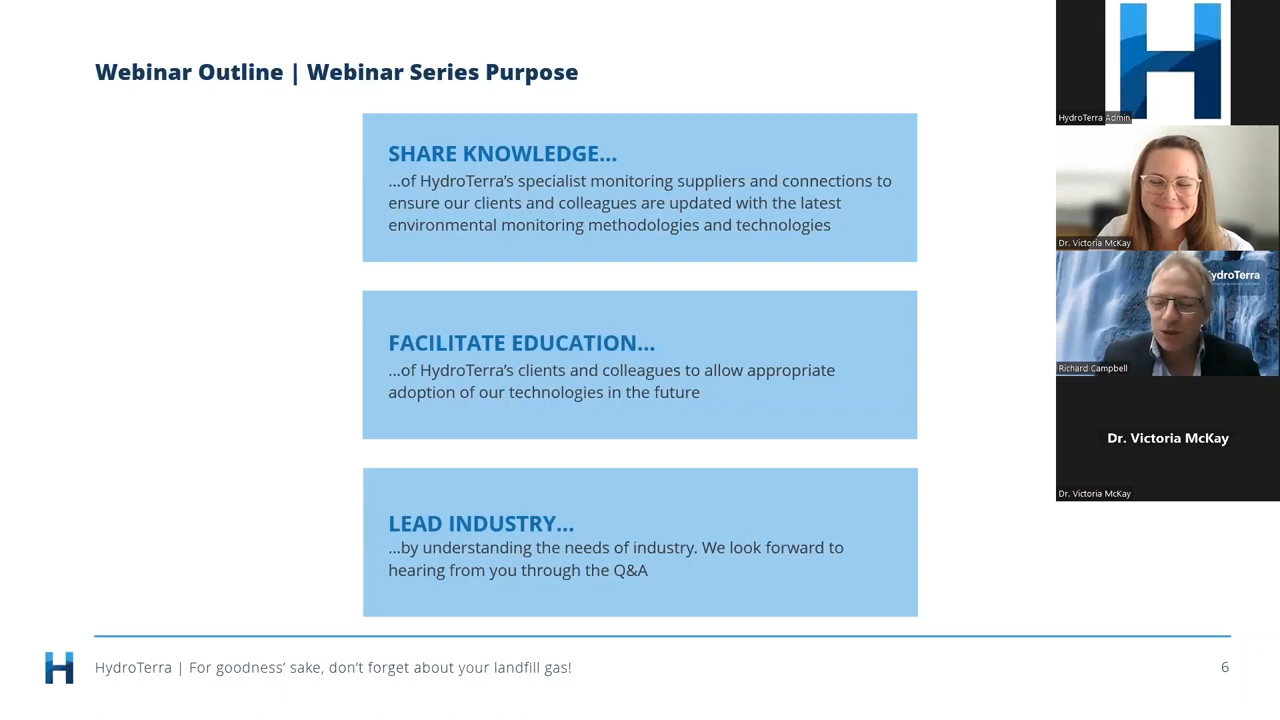 Webinar Outline | Webinar Series Purpose
SHARE KNOWLEDGE...
...of HydroTerra’s specialist monitoring suppliers and connections to
ensure our clients and colleagues are updated with the latest
environmental monitoring methodologies and technologies
FACILITATE EDUCATION...
...of HydroTerra’s clients and colleagues to allow appropriate
adoption of our technologies in the future
LEAD INDUSTRY...
...by understanding the needs of industry. We look forward to
hearing from you through the Q&A
HydroTerra | For goodness’ sake, don’t forget about your landfill gas!
6
HydroTerra Admin
Dr. Victoria McKay
ydroTerra
Richard Campbell
Dr. Victoria McKay
Dr. Victoria McKay